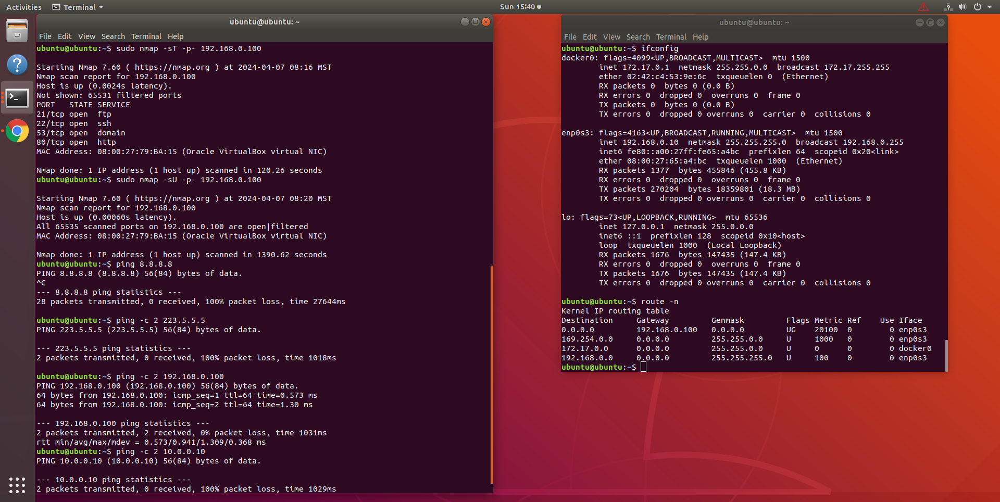 Activities
Terminal
Sun 15:40
ubuntu@ubuntu: ~
File Edit View Search Terminal Help
ubuntu@ubuntu:~$ sudo nmap -sT -p- 192.168.0.100
Starting Nmap 7.60 ( https://nmap.org ) at 2024-04-07 08:16 MST
Nmap scan report for 192.168.0.100
Host is up (0.0024s latency).
Not shown: 65531 filtered ports
PORT   STATE SERVICE
21/tcp open  ftp
22/tcp open  ssh
53/tcp open  domain
80/tcp open  http
MAC Address: 08:00:27:79:BA:15 (Oracle VirtualBox virtual NIC)
Nmap done: 1 IP address (1 host up) scanned in 120.26 seconds
ubuntu@ubuntu:~$ sudo nmap -sU -p- 192.168.0.100
Starting Nmap 7.60 ( https://nmap.org ) at 2024-04-07 08:20 MST
Nmap scan report for 192.168.0.100
Host is up (0.00060s latency).
All 65535 scanned ports on 192.168.0.100 are open|filtered
MAC Address: 08:00:27:79:BA:15 (Oracle VirtualBox virtual NIC)
Nmap done: 1 IP address (1 host up) scanned in 1390.62 seconds
ubuntu@ubuntu:~$ ping 8.8.8.8
PING 8.8.8.8 (8.8.8.8) 56(84) bytes of data.
^C
--- 8.8.8.8 ping statistics ---
28 packets transmitted, 0 received, 100% packet loss, time 27644ms
ubuntu@ubuntu:~$ ping -c 2 223.5.5.5
PING 223.5.5.5 (223.5.5.5) 56(84) bytes of data.
--- 223.5.5.5 ping statistics ---
2 packets transmitted, 0 received, 100% packet loss, time 1018ms
ubuntu@ubuntu:~$ ping -c 2 192.168.0.100
PING 192.168.0.100 (192.168.0.100) 56(84) bytes of data.
64 bytes from 192.168.0.100: icmp_seq=1 ttl=64 time=0.573 ms
64 bytes from 192.168.0.100: icmp_seq=2 ttl=64 time=1.30 ms
--- 192.168.0.100 ping statistics ---
2 packets transmitted, 2 received, 0% packet loss, time 1031ms
rtt min/avg/max/mdev = 0.573/0.941/1.309/0.368 ms
ubuntu@ubuntu:~$ ping -c 2 10.0.0.10
PING 10.0.0.10 (10.0.0.10) 56(84) bytes of data.
--- 10.0.0.10 ping statistics ---
2 packets transmitted, 0 received, 100% packet loss, time 1029ms
ubuntu@ubuntu: ~
File Edit View Search Terminal Help
ubuntu@ubuntu:~$ ifconfig
docker0: flags=4099<UP,BROADCAST,MULTICAST>  mtu 1500
        inet 172.17.0.1  netmask 255.255.0.0  broadcast 172.17.255.255
        ether 02:42:c4:53:9e:6c  txqueuelen 0  (Ethernet)
        RX packets 0  bytes 0 (0.0 B)
        RX errors 0  dropped 0  overruns 0  frame 0
        TX packets 0  bytes 0 (0.0 B)
        TX errors 0  dropped 0 overruns 0  carrier 0  collisions 0
enp0s3: flags=4163<UP,BROADCAST,RUNNING,MULTICAST>  mtu 1500
        inet 192.168.0.10  netmask 255.255.255.0  broadcast 192.168.0.255
        inet6 fe80::a00:27ff:fe65:a4bc  prefixlen 64  scopeid 0x20<link>
        ether 08:00:27:65:a4:bc  txqueuelen 1000  (Ethernet)
        RX packets 1377  bytes 455846 (455.8 KB)
        RX errors 0  dropped 0  overruns 0  frame 0
        TX packets 270204  bytes 18359801 (18.3 MB)
        TX errors 0  dropped 0 overruns 0  carrier 0  collisions 0
lo: flags=73<UP,LOOPBACK,RUNNING>  mtu 65536
        inet 127.0.0.1  netmask 255.0.0.0
        inet6 ::1  prefixlen 128  scopeid 0x10<host>
        loop  txqueuelen 1000  (Local Loopback)
        RX packets 1676  bytes 147435 (147.4 KB)
        RX errors 0  dropped 0  overruns 0  frame 0
        TX packets 1676  bytes 147435 (147.4 KB)
        TX errors 0  dropped 0 overruns 0  carrier 0  collisions 0
ubuntu@ubuntu:~$ route -n
Kernel IP routing table
Destination     Gateway         Genmask         Flags Metric Ref    Use Iface
0.0.0.0         192.168.0.100   0.0.0.0         UG    20100  0        0 enp0s3
169.254.0.0     0.0.0.0         255.255.0.0     U     1000   0        0 enp0s3
172.17.0.0      0.0.0.0         255.255.0.0     U     0      0        0 docker0
192.168.0.0     0.0.0.0         255.255.255.0   U     100    0        0 enp0s3
ubuntu@ubuntu:~$